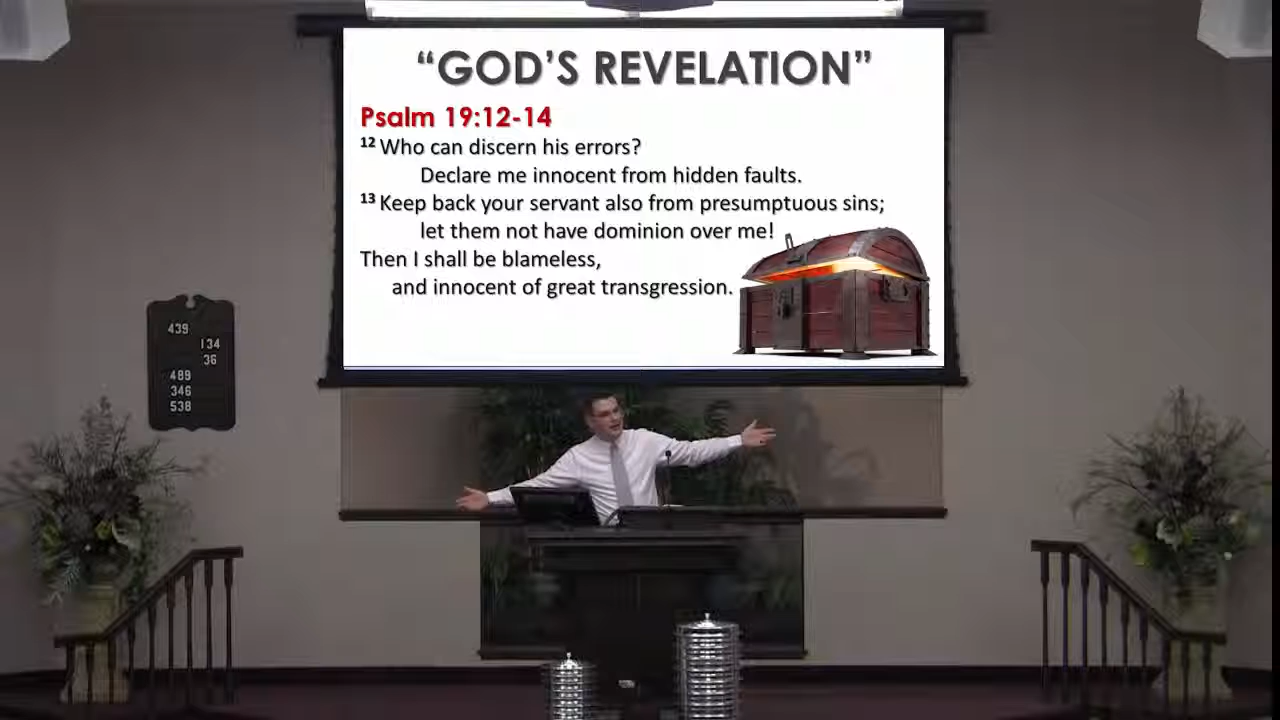 “GOD’S REVELATION”
Psalm 19:12-14
12 Who can discern his errors?
Declare me innocent from hidden faults.
13 Keep back your servant also from presumptuous sins;
let them not have dominion over me!
Then I shall be blameless,
and innocent of great transgression.
439
134
36
489
346
538